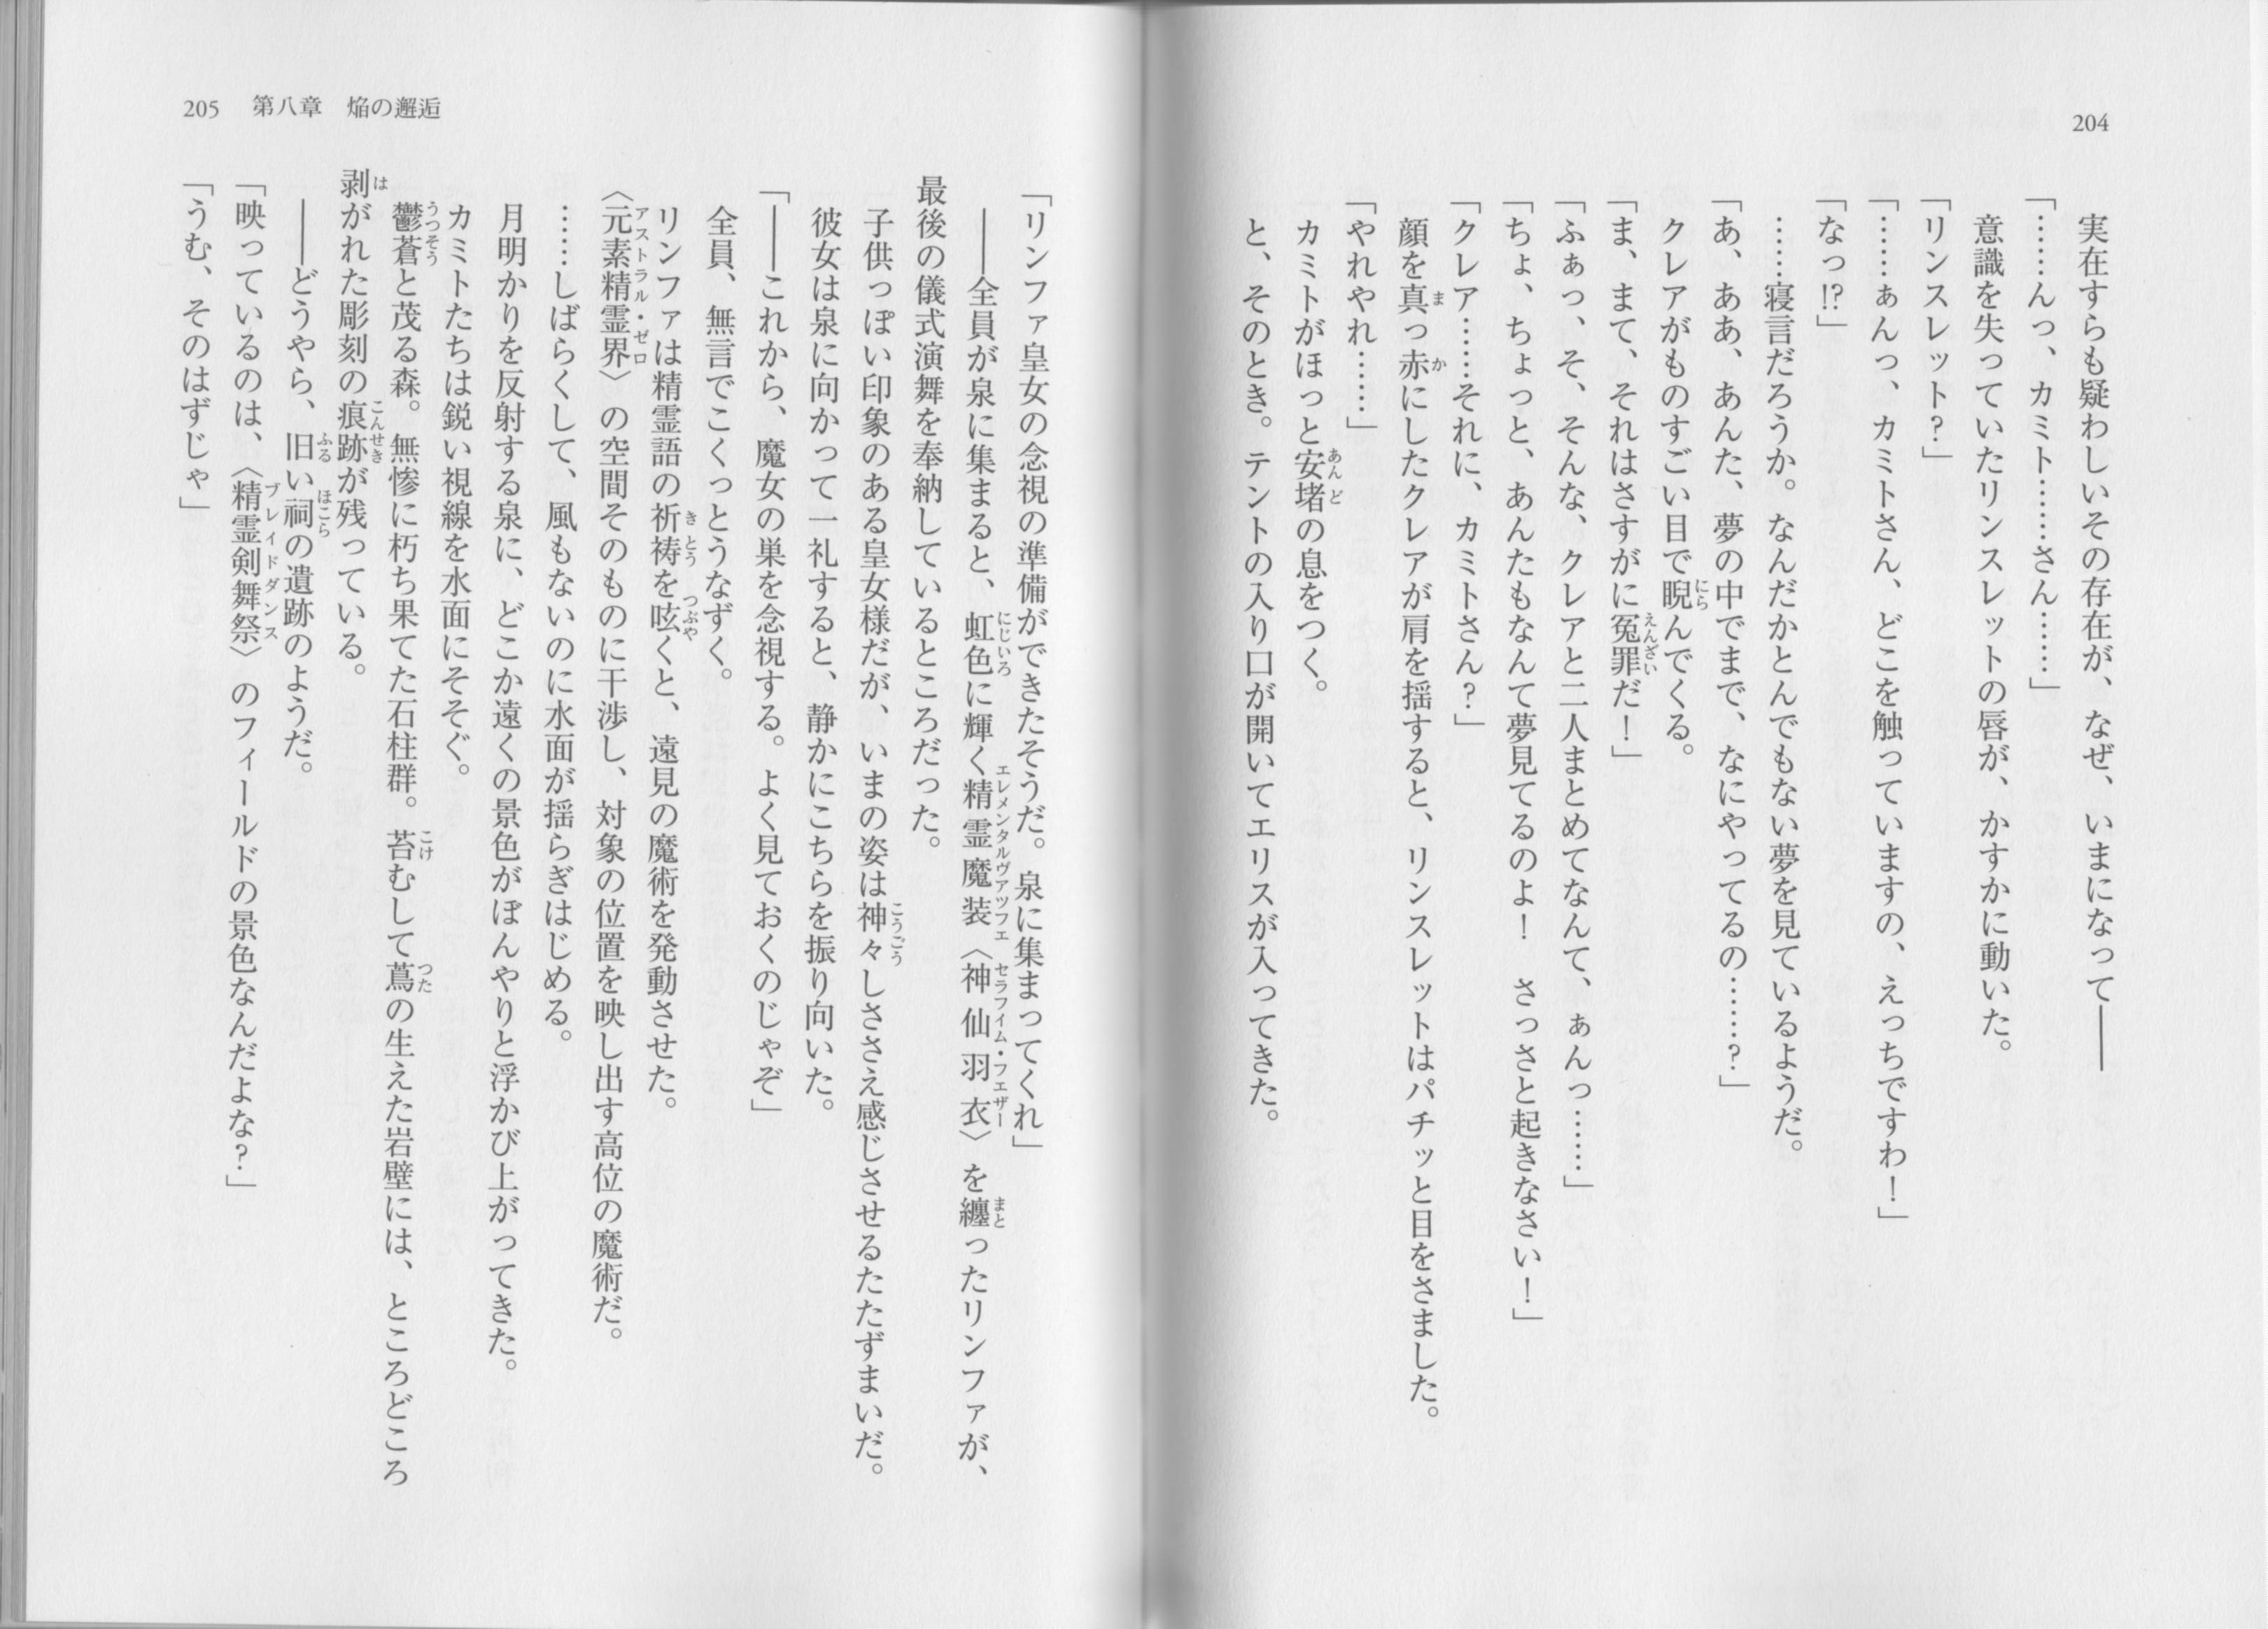 204
実在すらも疑わしいその存在が、なぜ、いまになって――
「……んっ、カミト……さん……」
意識を失っていたリンスレットの唇が、かすかに動いた。
「リンスレット？」
「……ぁんっ、カミトさん、どこを触っていますの、えっちですわ！」
「なっ!?」
……寝言だろうか。なんだかとんでもない夢を見ているようだ。
「あ、ああ、あんた、夢の中でまで、なにやってるの……？」
クレアがものすごい目で睨んでくる。
「ま、まて、それはさすがに冤罪だ！」
「ふぁっ、そ、そんな、クレアと二人まとめてなんて、ぁんっ……」
「ちょ、ちょっと、あんたもなんて夢見てるのよ！　さっさと起きなさい！」
「クレア……それに、カミトさん？」
顔を真っ赤にしたクレアが肩を揺すると、リンスレットはパチッと目をさました。
「やれやれ……」
カミトがほっと安堵の息をつく。
と、そのとき。テントの入り口が開いてエリスが入ってきた。
205　第八章　焔の邂逅
「リンファ皇女の念視の準備ができたそうだ。泉に集まってくれ」
――全員が泉に集まると、虹色に輝く精霊魔装〈神仙羽衣〉を纏ったリンファが、
最後の儀式演舞を奉納しているところだった。
子供っぽい印象のある皇女様だが、いまの姿は神々しささえ感じさせるたたずまいだ。
彼女は泉に向かって一礼すると、静かにこちらを振り向いた。
「――これから、魔女の巣を念視する。よく見ておくのじゃぞ」
全員、無言でこくっとうなずく。
リンファは精霊語の祈祷を呟くと、遠見の魔術を発動させた。
〈元素精霊界〉の空間そのものに干渉し、対象の位置を映し出す高位の魔術だ。
……しばらくして、風もないのに水面が揺らぎはじめる。
月明かりを反射する泉に、どこか遠くの景色がぼんやりと浮かび上がってきた。
カミトたちは鋭い視線を水面にそそぐ。
鬱蒼と茂る森。無惨に朽ち果てた石柱群。苔むして蔦の生えた岩壁には、ところどころ
剥がれた彫刻の痕跡が残っている。
――どうやら、旧い祠の遺跡のようだ。
「映っているのは、〈精霊剣舞祭〉のフィールドの景色なんだよな？」
「うむ、そのはずじゃ」